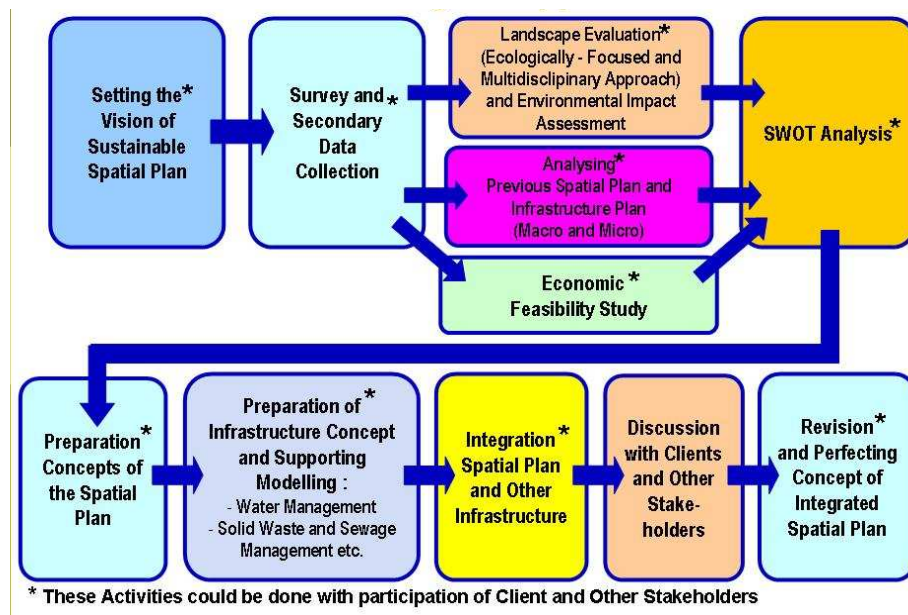 Setting the*
Vision of
Sustainable
Spatial Plan
Survey and *
Secondary
Data
Collection
Landscape Evaluation*
(Ecologically - Focused and
Multidisclipinary Approach)
and Environmental Impact
Assessment
Analysing*
Previous Spatial Plan and
Infrastructure Plan
(Macro and Micro)
Economic *
Feasibility Study
SWOT Analysis*
Preparation*
Concepts of
the Spatial
Plan
Preparation of *
Infrastructure Concept
and Supporting
Modelling :
- Water Management
- Solid Waste and Sewage
Management etc.
Integration *
Spatial Plan
and Other
Infrastructure
Discussion
with Clients
and Other
Stake-
holders
Revision*
and Perfecting
Concept of
Integrated
Spatial Plan
* These Activities could be done with participation of Client and Other Stakeholders